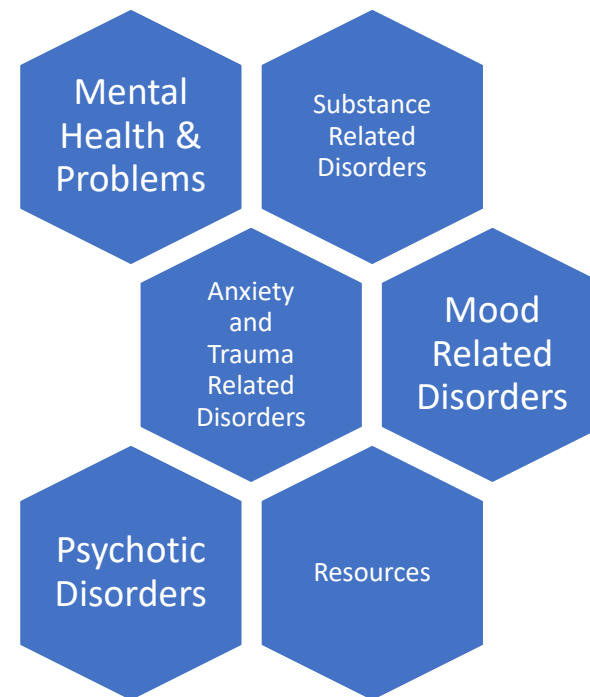 Mental
Health &
Problems
Substance
Related
Disorders
Anxiety
and
Trauma
Related
Disorders
Mood
Related
Disorders
Psychotic
Disorders
Resources